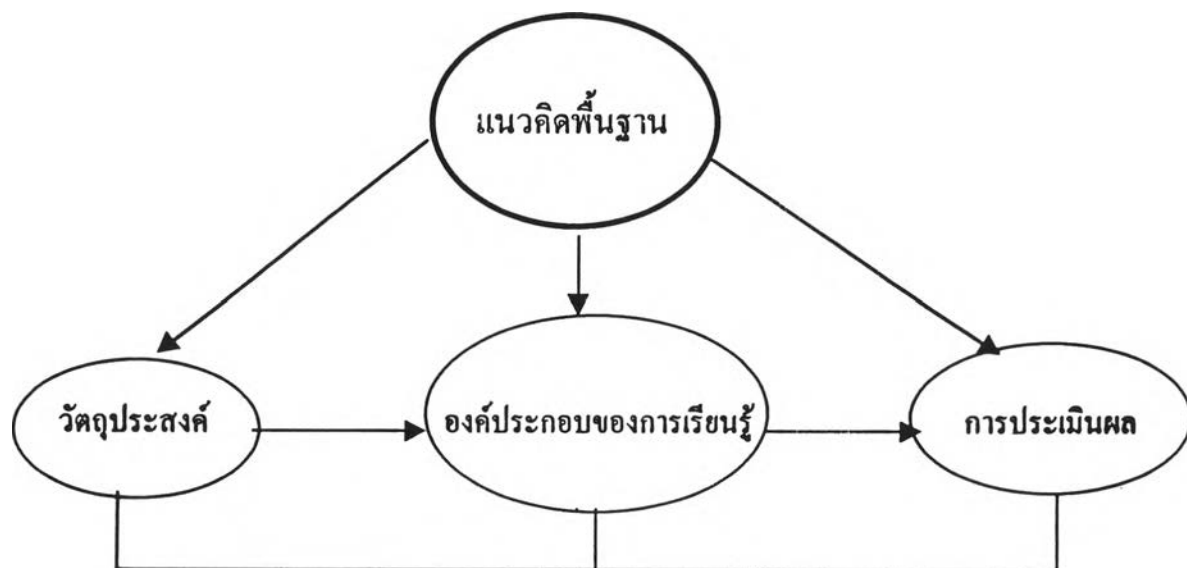 แนวคิดพื้นฐาน
วัตถุประสงค์
องค์ประกอบของการเรียนรู้
การประเมินผล